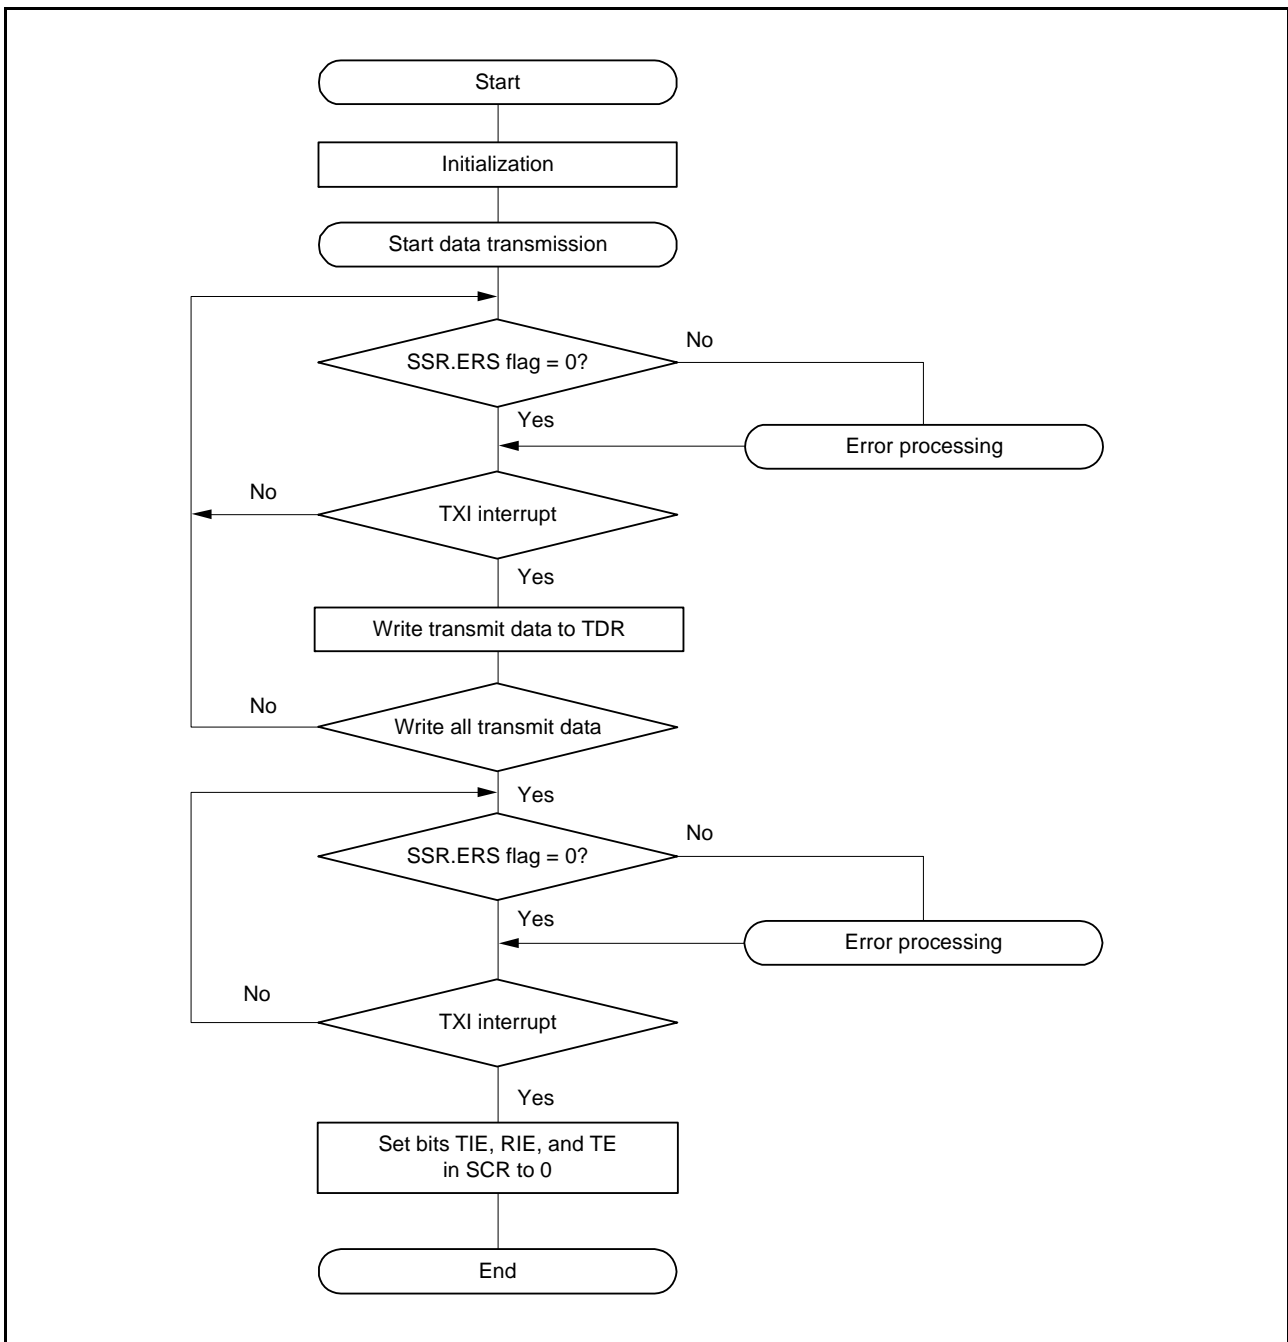 Start
Initialization
Start data transmission
SSR.ERS flag = 0?
No
Yes
Error processing
No
TXI interrupt
Yes
Write transmit data to TDR
No
Write all transmit data
Yes
SSR.ERS flag = 0?
No
Yes
Error processing
No
TXI interrupt
Yes
Set bits TIE, RIE, and TE
in SCR to 0
End